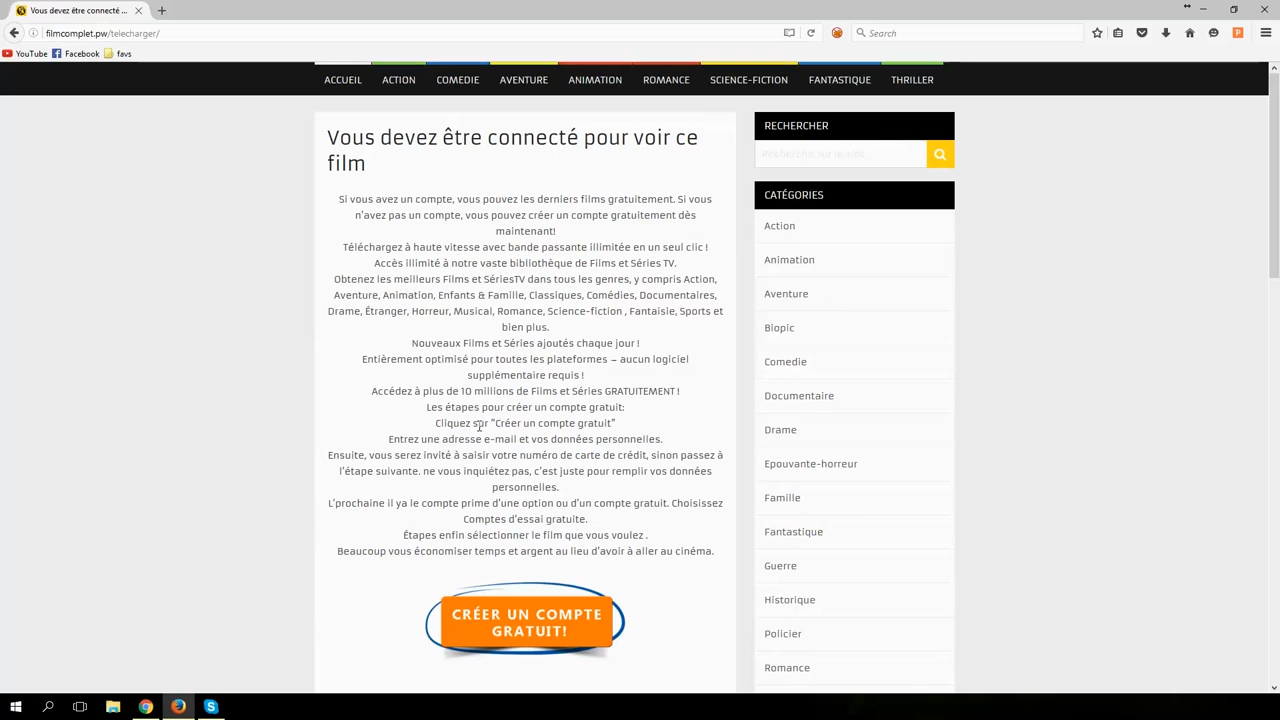 Vous devez être connecté ...
filmcomplet.pw/telecharger/
Search
YouTube
Facebook
favs
ACCUEIL
ACTION
COMEDIE
AVENTURE
ANIMATION
ROMANCE
SCIENCE-FICTION
FANTASTIQUE
THRILLER
Vous devez être connecté pour voir ce
film
Si vous avez un compte, vous pouvez les derniers films gratuitement. Si vous
n'avez pas un compte, vous pouvez créer un compte gratuitement dès
maintenant!
Téléchargez à haute vitesse avec bande passante illimitée en un seul clic !
Accès illimité à notre vaste bibliothèque de Films et Séries TV.
Obtenez les meilleurs Films et SériesTV dans tous les genres, y compris Action,
Aventure, Animation, Enfants & Famille, Classiques, Comédies, Documentaires,
Drame, Étranger, Horreur, Musical, Romance, Science-fiction , Fantaisie, Sports et
bien plus.
Nouveaux Films et Séries ajoutés chaque jour !
Entièrement optimisé pour toutes les plateformes – aucun logiciel
supplémentaire requis !
Accédez à plus de 10 millions de Films et Séries GRATUITEMENT !
Les étapes pour créer un compte gratuit:
Cliquez sur "Créer un compte gratuit"
Entrez une adresse e-mail et vos données personnelles.
Ensuite, vous serez invité à saisir votre numéro de carte de crédit, sinon passez à
l'étape suivante. ne vous inquiétez pas, c'est juste pour remplir vos données
personnelles.
L'prochaine il ya le compte prime d'une option ou d'un compte gratuit. Choisissez
Comptes d'essai gratuite.
Étapes enfin sélectionner le film que vous voulez .
Beaucoup vous économiser temps et argent au lieu d'avoir à aller au cinéma.
CRÉER UN COMPTE
GRATUIT!
RECHERCHER
Recherche sur le site...
CATÉGORIES
Action
Animation
Aventure
Biopic
Comedie
Documentaire
Drame
Epouvante-horreur
Famille
Fantastique
Guerre
Historique
Policier
Romance